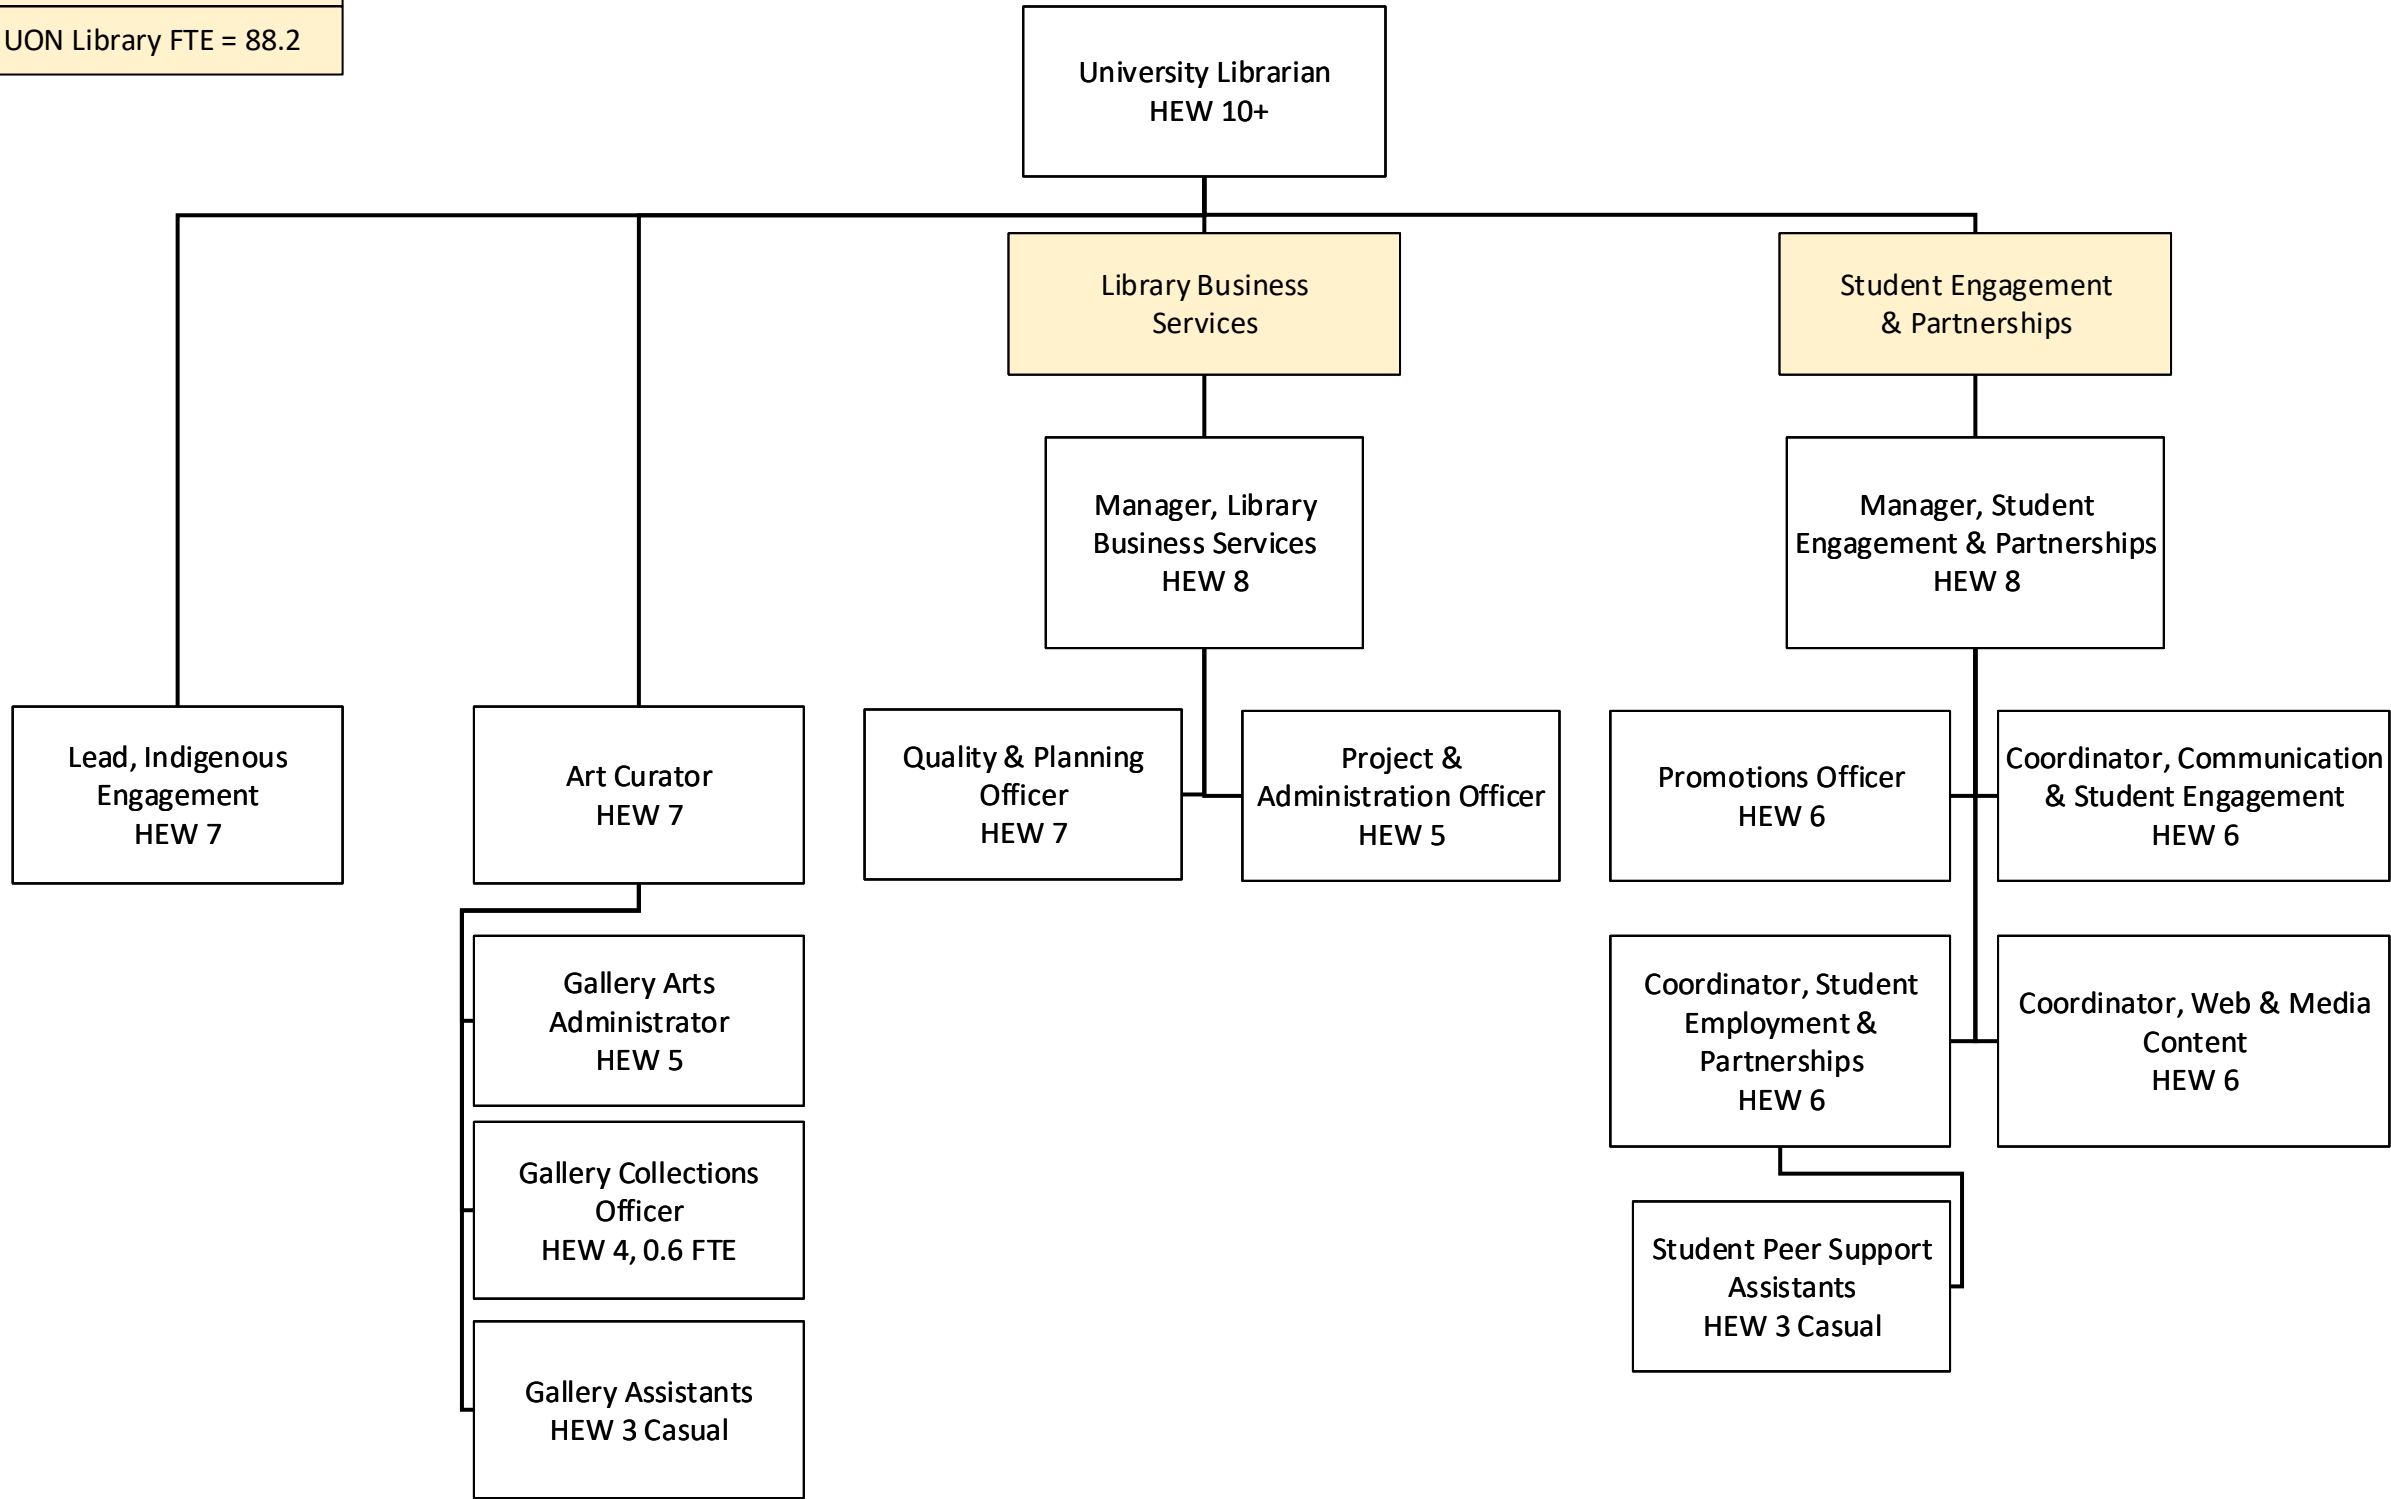 UON Library FTE = 88.2
University Librarian
HEW 10+
Library Business
Services
Student Engagement
& Partnerships
Manager, Library
Business Services
HEW 8
Manager, Student
Engagement & Partnerships
HEW 8
Lead, Indigenous
Engagement
HEW 7
Art Curator
HEW 7
Quality & Planning
Officer
HEW 7
Project &
Administration Officer
HEW 5
Promotions Officer
HEW 6
Coordinator, Communication
& Student Engagement
HEW 6
Gallery Arts
Administrator
HEW 5
Coordinator, Student
Employment &
Partnerships
HEW 6
Coordinator, Web & Media
Content
HEW 6
Gallery Collections
Officer
HEW 4, 0.6 FTE
Student Peer Support
Assistants
HEW 3 Casual
Gallery Assistants
HEW 3 Casual